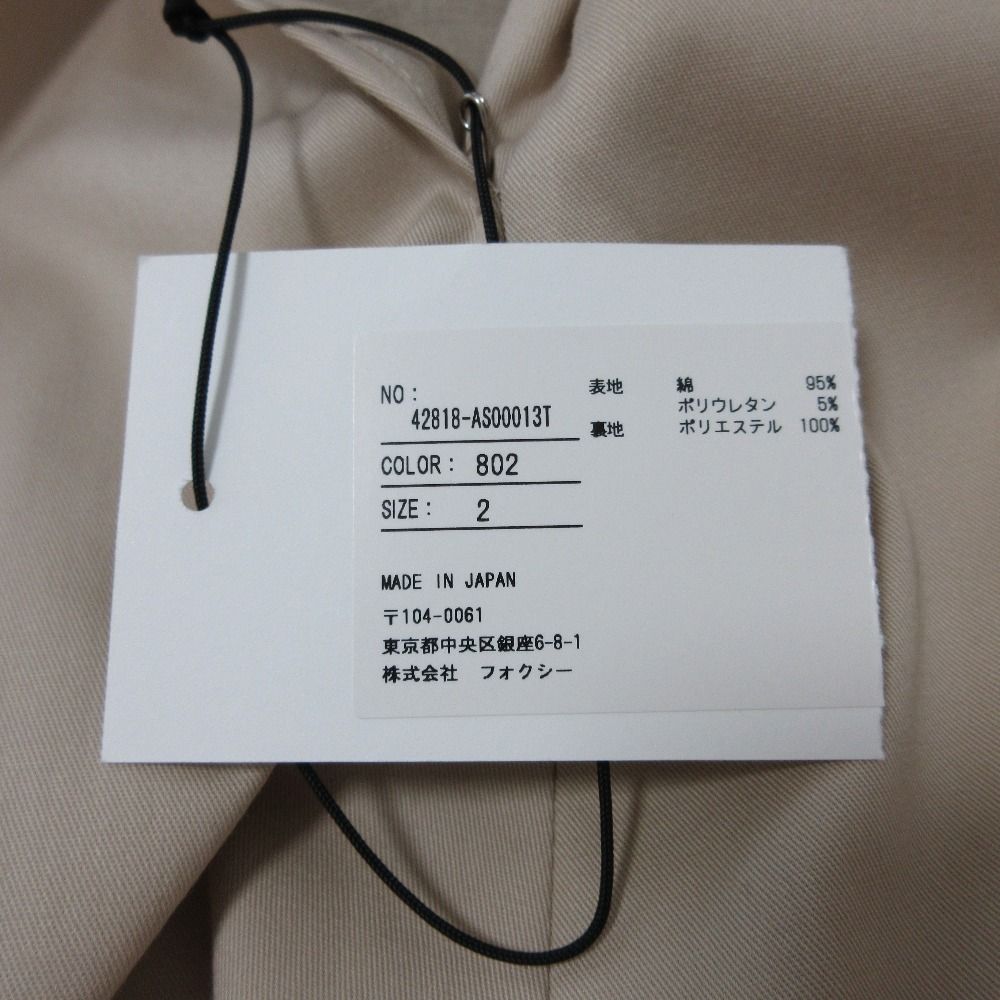 NO:
42818-AS00013T
COLOR: 802
SIZE: 2
表地 綿 95%
ポリウレタン 5%
裏地 ポリエステル 100%
MADE IN JAPAN
〒104-0061
東京都中央区銀座6-8-1
株式会社 フォクシー